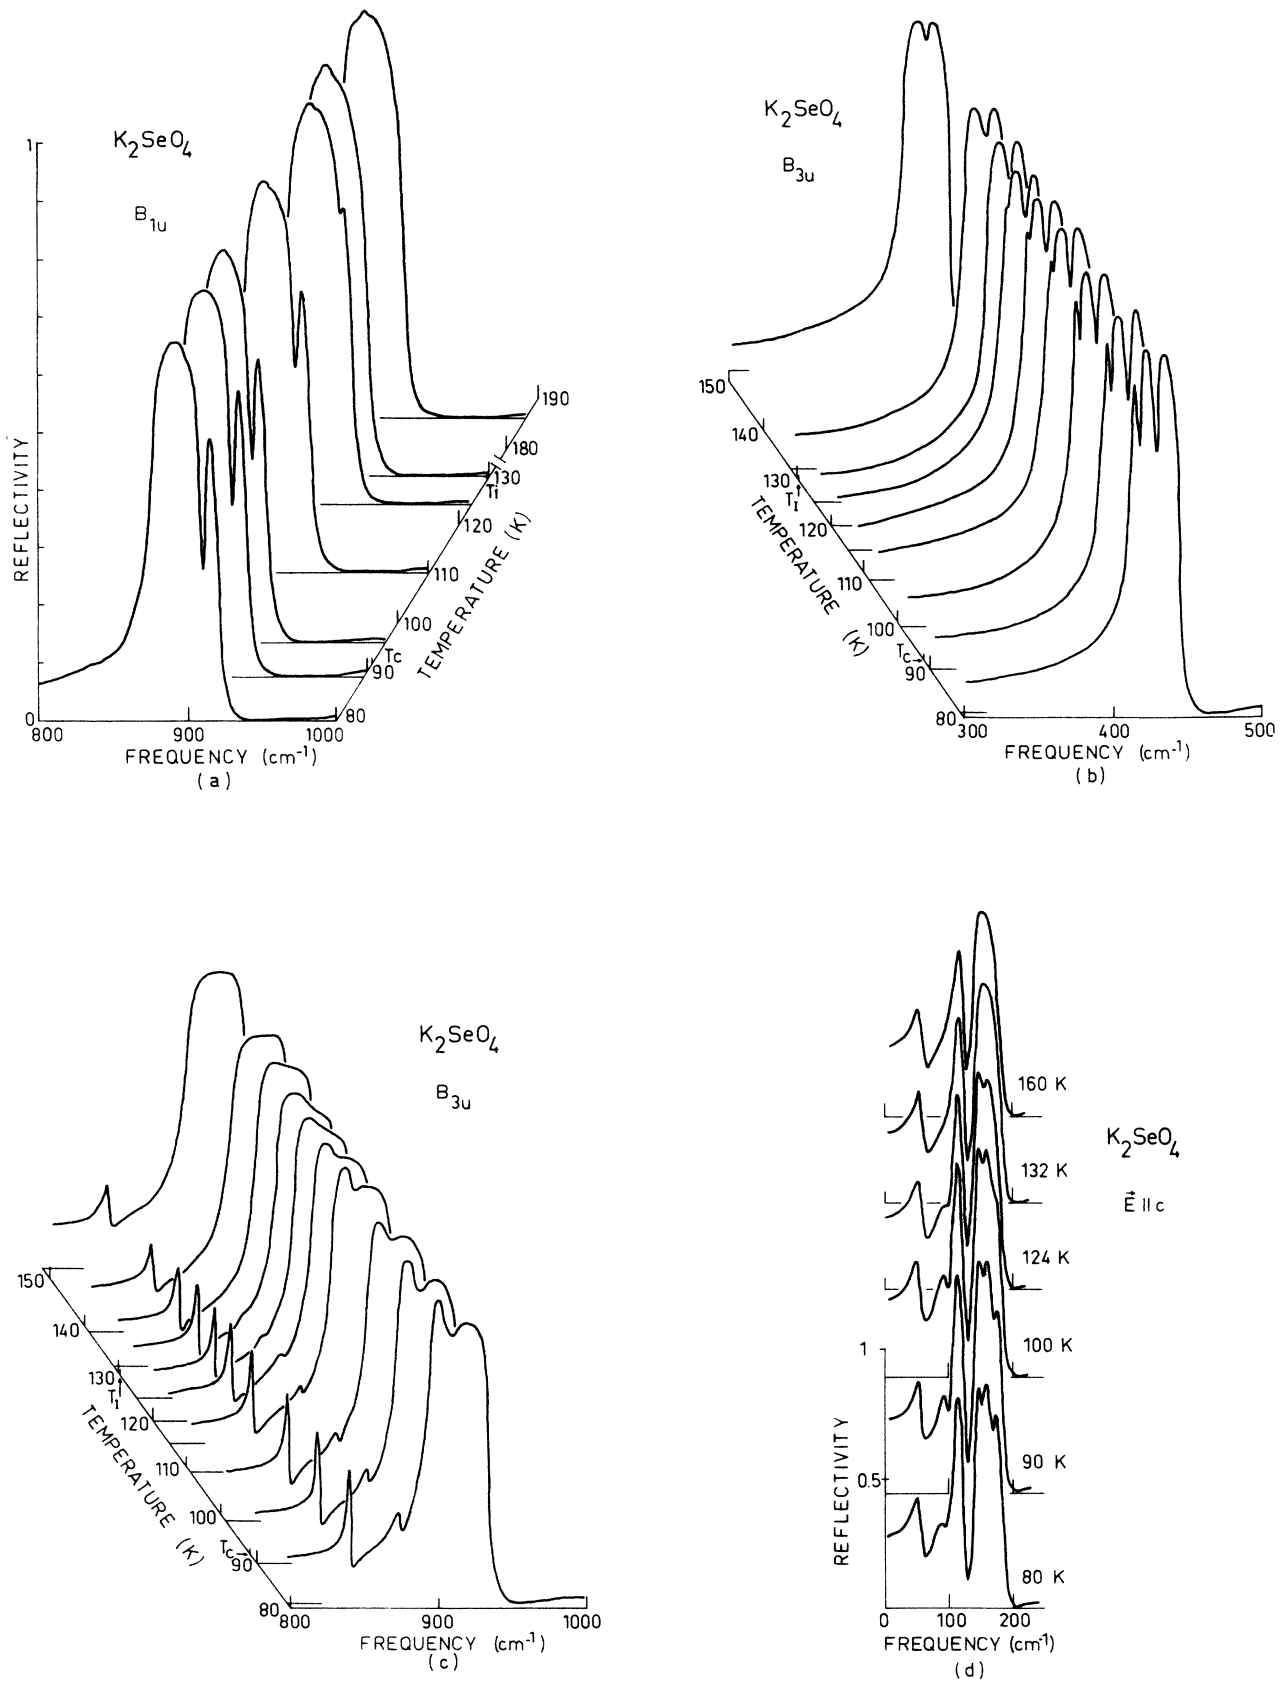 K2SeO4
B1u
1
0
REFLECTIVITY
190
180
130
Ti
120
110
100
Tc
90
80
TEMPERATURE (K)
800 900 1000
FREQUENCY (cm-1)
(a)
K2SeO4
B3u
150
140
130
TI
120
110
100
Tc
90
80
TEMPERATURE (K)
300 400 500
FREQUENCY (cm-1)
(b)
K2SeO4
B3u
150
140
130
TI
120
110
100
Tc
90
80
TEMPERATURE (K)
800 900 1000
FREQUENCY (cm-1)
(c)
160 K
K2SeO4
132 K
E || c
124 K
1
100 K
0.5
90 K
REFLECTIVITY
80 K
0 100 200
FREQUENCY (cm-1)
(d)